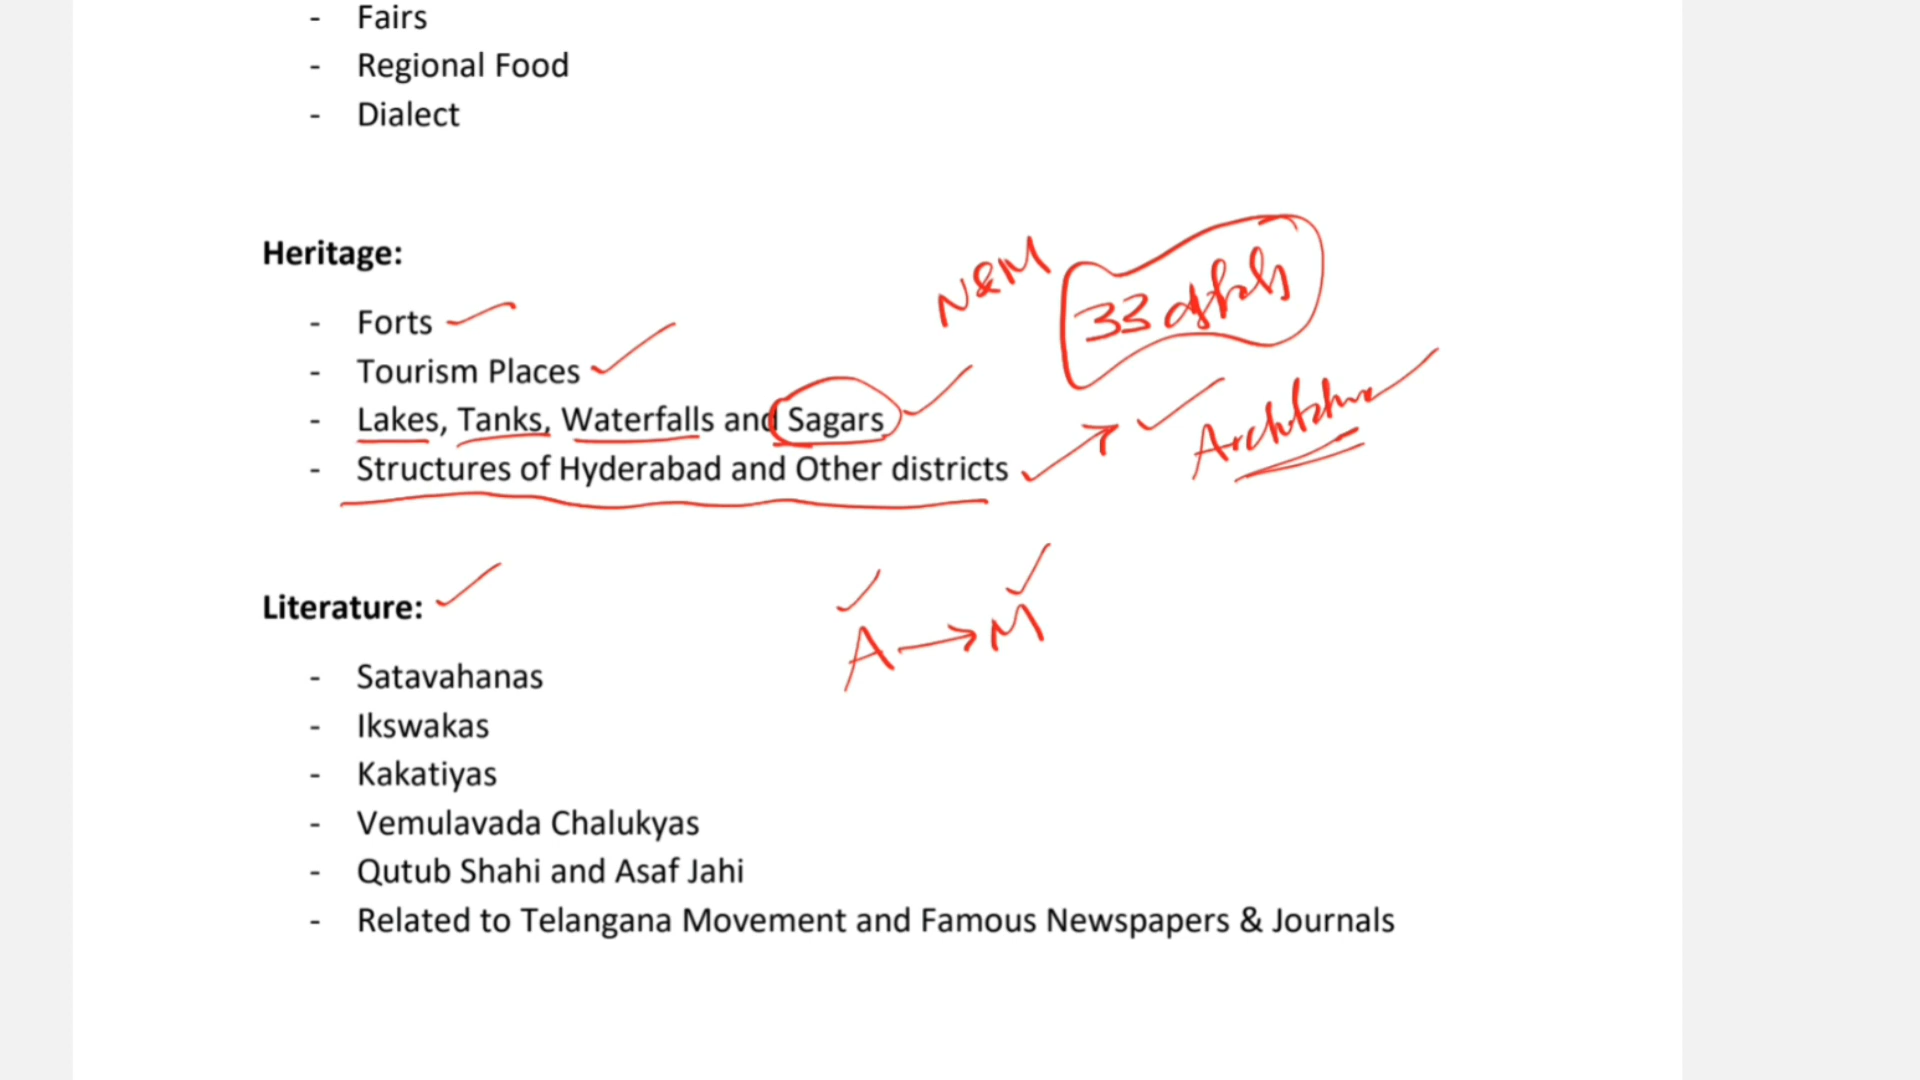 - Fairs
- Regional Food
- Dialect
Heritage:
- Forts
- Tourism Places
- Lakes, Tanks, Waterfalls and Sagars
- Structures of Hyderabad and Other districts
N&M
33
A → M
Literature:
- Satavahanas
- Ikswakas
- Kakatiyas
- Vemulavada Chalukyas
- Qutub Shahi and Asaf Jahi
- Related to Telangana Movement and Famous Newspapers & Journals